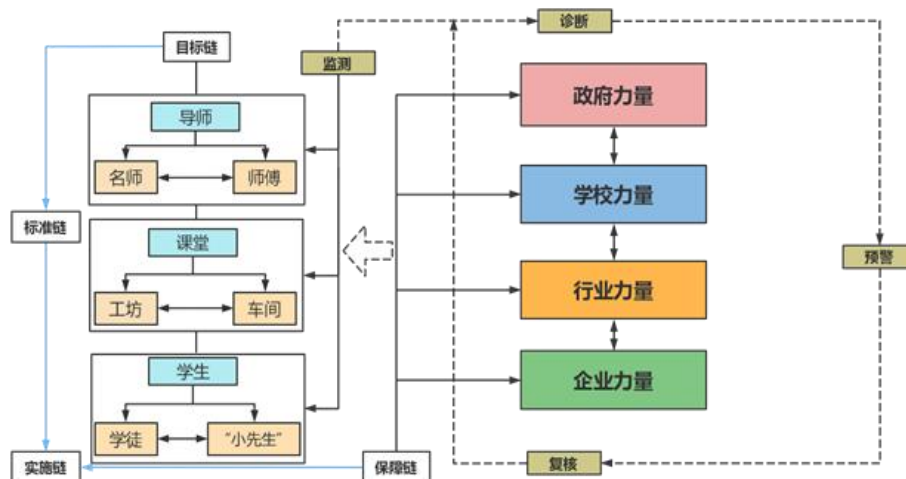 目标链
监测
诊断
导师
名师
师傅
政府力量
学校力量
标准链
课堂
工坊
车间
预警
行业力量
学生
学徒
“小先生”
企业力量
实施链
保障链
复核